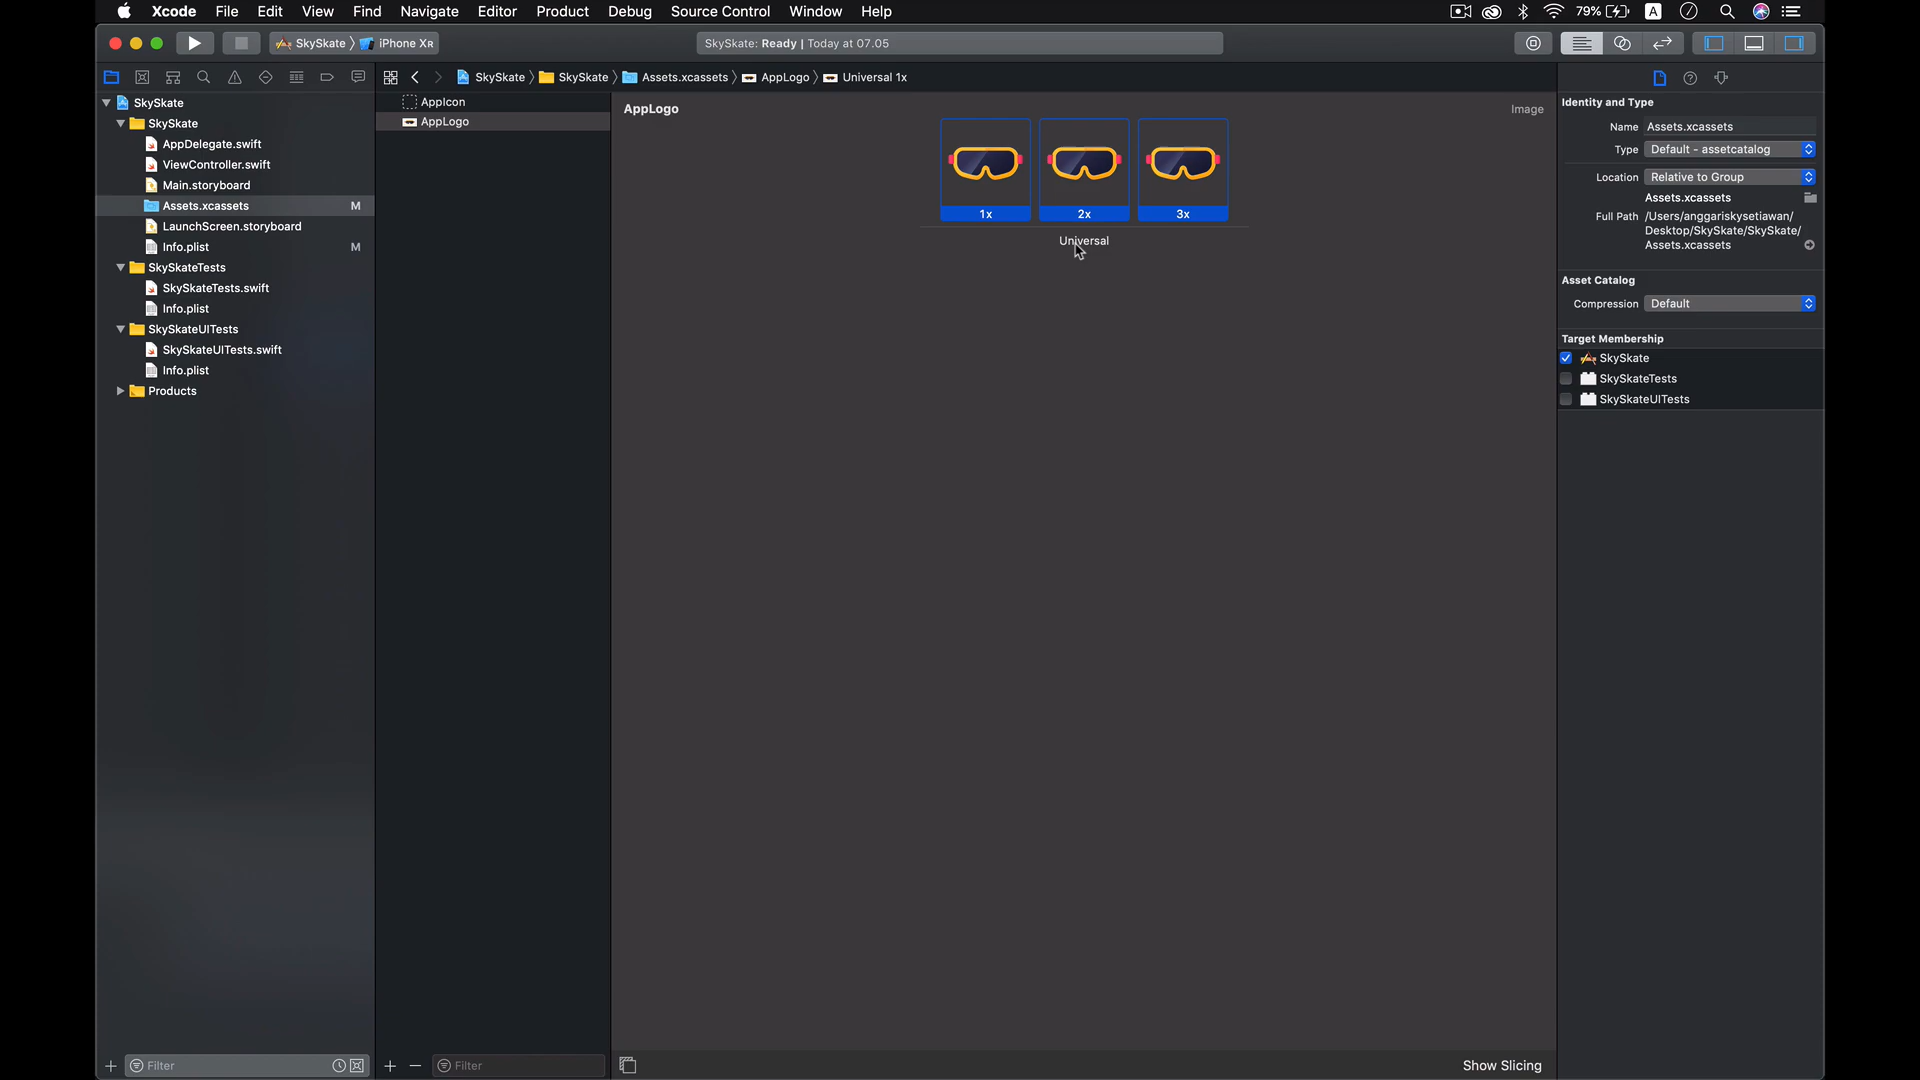 Xcode File Edit View Find Navigate Editor Product Debug Source Control Window Help 79% A
SkySkate iPhone XR SkySkate: Ready | Today at 07.05
SkySkate SkySkate Assets.xcassets AppLogo Universal 1x
SkySkate
SkySkate
AppDelegate.swift
ViewController.swift
Main.storyboard
Assets.xcassets M
LaunchScreen.storyboard
Info.plist M
SkySkateTests
SkySkateTests.swift
Info.plist
SkySkateUITests
SkySkateUITests.swift
Info.plist
Products
Filter
AppIcon
AppLogo
Filter
AppLogo Image
1x 2x 3x
Universal
Show Slicing
Identity and Type
Name Assets.xcassets
Type Default - assetcatalog
Location Relative to Group
Assets.xcassets
Full Path /Users/anggariskysetiawan/
Desktop/SkySkate/SkySkate/
Assets.xcassets
Asset Catalog
Compression Default
Target Membership
SkySkate
SkySkateTests
SkySkateUITests